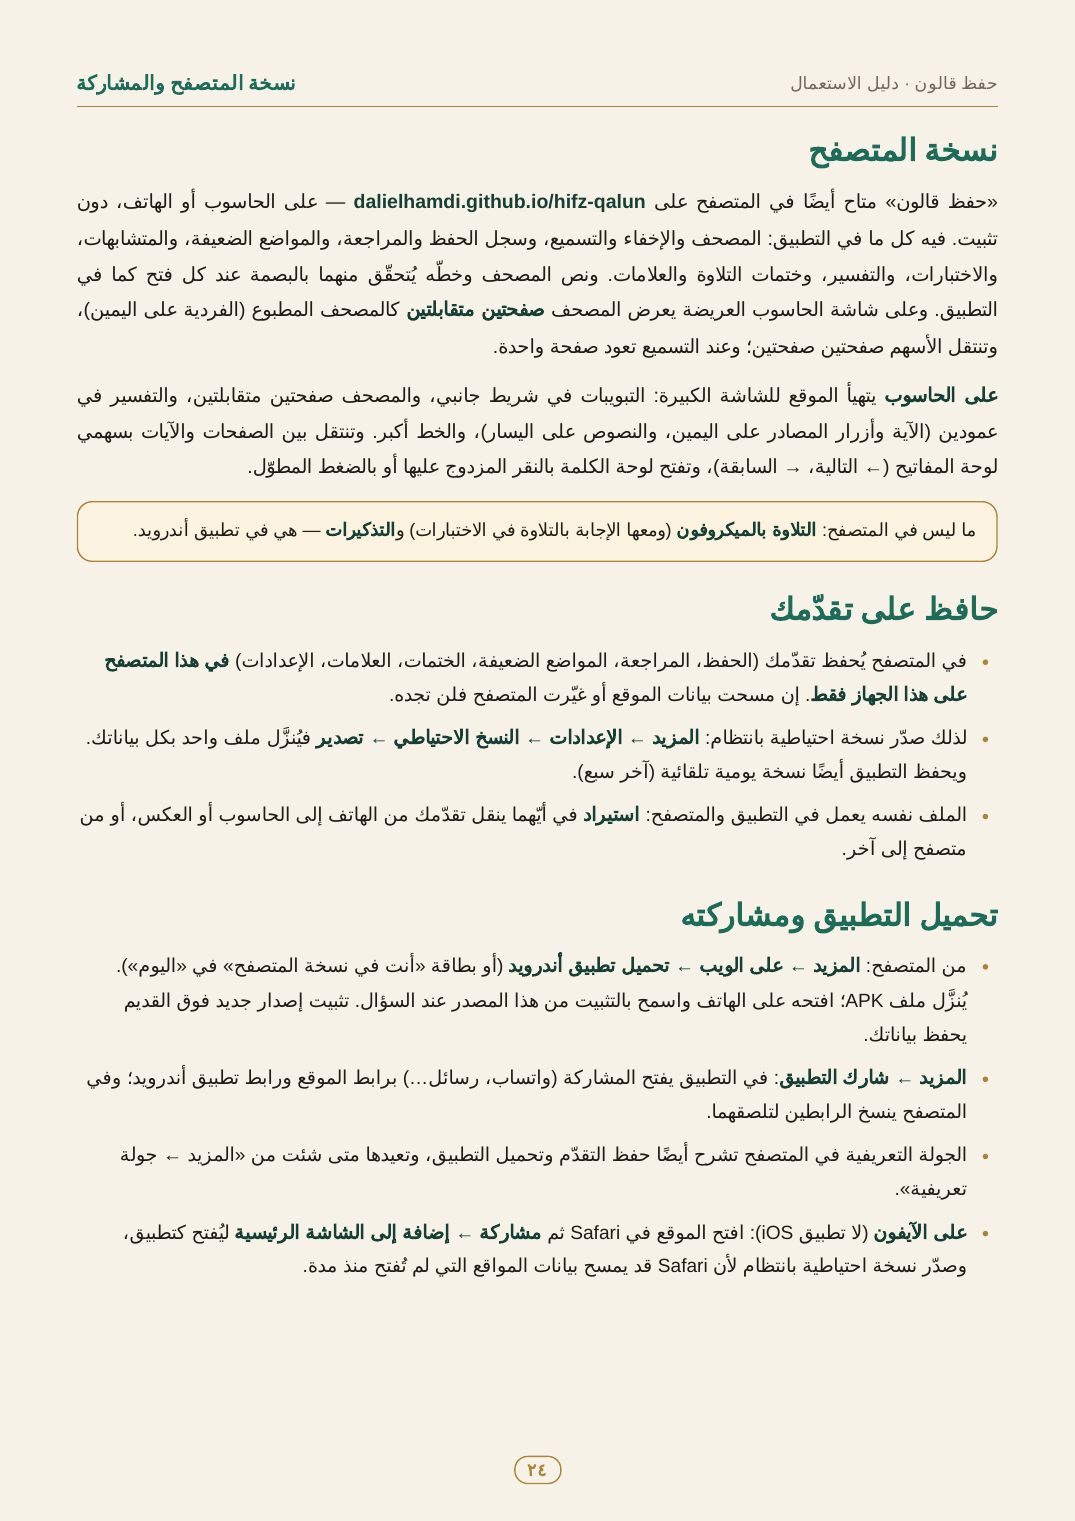 حفظ قالون · دليل الاستعمال
نسخة المتصفح والمشاركة
نسخة المتصفح
«حفظ قالون» متاح أيضًا في المتصفح على dalielhamdi.github.io/hifz-qalun — على الحاسوب أو الهاتف، دون
تثبيت. فيه كل ما في التطبيق: المصحف والإخفاء والتسميع، وسجل الحفظ والمراجعة، والمواضع الضعيفة، والمتشابهات،
والاختبارات، والتفسير، وختمات التلاوة والعلامات. ونص المصحف وخطّه يُتحقّق منهما بالبصمة عند كل فتح كما في
التطبيق. وعلى شاشة الحاسوب العريضة يعرض المصحف صفحتين متقابلتين كالمصحف المطبوع (الفردية على اليمين)،
وتنتقل الأسهم صفحتين صفحتين؛ وعند التسميع تعود صفحة واحدة.
على الحاسوب يتهيأ الموقع للشاشة الكبيرة: التبويبات في شريط جانبي، والمصحف صفحتين متقابلتين، والتفسير في
عمودين (الآية وأزرار المصادر على اليمين، والنصوص على اليسار)، والخط أكبر. وتنتقل بين الصفحات والآيات بسهمي
لوحة المفاتيح (← التالية، → السابقة)، وتفتح لوحة الكلمة بالنقر المزدوج عليها أو بالضغط المطوّل.
ما ليس في المتصفح: التلاوة بالميكروفون (ومعها الإجابة بالتلاوة في الاختبارات) والتذكيرات — هي في تطبيق أندرويد.
حافظ على تقدّمك
• في المتصفح يُحفظ تقدّمك (الحفظ، المراجعة، المواضع الضعيفة، الختمات، العلامات، الإعدادات) في هذا المتصفح
على هذا الجهاز فقط. إن مسحت بيانات الموقع أو غيّرت المتصفح فلن تجده.
• لذلك صدّر نسخة احتياطية بانتظام: المزيد ← الإعدادات ← النسخ الاحتياطي ← تصدير فيُنزَّل ملف واحد بكل بياناتك.
ويحفظ التطبيق أيضًا نسخة يومية تلقائية (آخر سبع).
• الملف نفسه يعمل في التطبيق والمتصفح: استيراد في أيّهما ينقل تقدّمك من الهاتف إلى الحاسوب أو العكس، أو من
متصفح إلى آخر.
تحميل التطبيق ومشاركته
• من المتصفح: المزيد ← على الويب ← تحميل تطبيق أندرويد (أو بطاقة «أنت في نسخة المتصفح» في «اليوم»).
يُنزَّل ملف APK؛ افتحه على الهاتف واسمح بالتثبيت من هذا المصدر عند السؤال. تثبيت إصدار جديد فوق القديم
يحفظ بياناتك.
• المزيد ← شارك التطبيق: في التطبيق يفتح المشاركة (واتساب، رسائل…) برابط الموقع ورابط تطبيق أندرويد؛ وفي
المتصفح ينسخ الرابطين لتلصقهما.
• الجولة التعريفية في المتصفح تشرح أيضًا حفظ التقدّم وتحميل التطبيق، وتعيدها متى شئت من «المزيد ← جولة
تعريفية».
• على الآيفون (لا تطبيق iOS): افتح الموقع في Safari ثم مشاركة ← إضافة إلى الشاشة الرئيسية ليُفتح كتطبيق،
وصدّر نسخة احتياطية بانتظام لأن Safari قد يمسح بيانات المواقع التي لم تُفتح منذ مدة.
٢٤